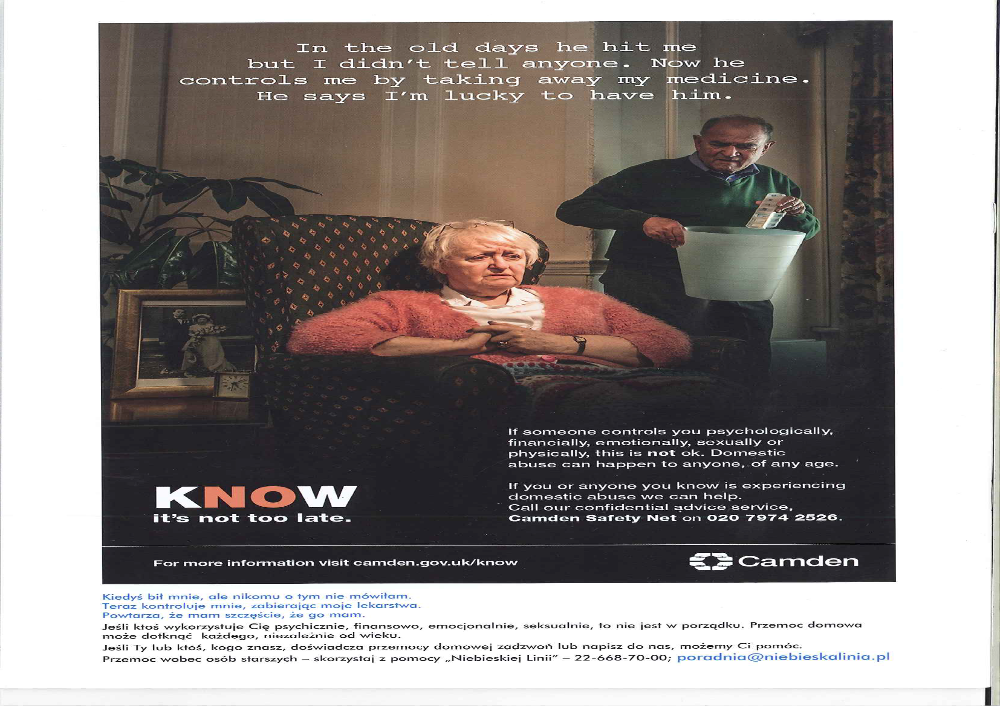 In the old days he hit me
but I didn't tell anyone. Now he
controls me by taking away my medicine.
He says I'm lucky to have him.
If someone controls you psychologically,
financially, emotionally, sexually or
physically, this is not ok. Domestic
abuse can happen to anyone, of any age.
If you or anyone you know is experiencing
domestic abuse we can help.
Call our confidential advice service,
Camden Safety Net on 020 7974 2526.
KNOW
it's not too late.
For more information visit camden.gov.uk/know
Camden
Kiedyś bił mnie, ale nikomu o tym nie mówiłam.
Teraz kontroluje mnie, zabierając moje lekarstwa.
Powtarza, że mam szczęście, że go mam.
Jeśli ktoś wykorzystuje Cię psychicznie, finansowo, emocjonalnie, seksualnie, to nie jest w porządku. Przemoc domowa
może dotknąć każdego, niezależnie od wieku.
Jeśli Ty lub ktoś, kogo znasz, doświadcza przemocy domowej zadzwoń lub napisz do nas, możemy Ci pomóc.
Przemoc wobec osób starszych – skorzystaj z pomocy „Niebieskiej Linii” – 22-668-70-00; poradnia@niebieskalinia.pl